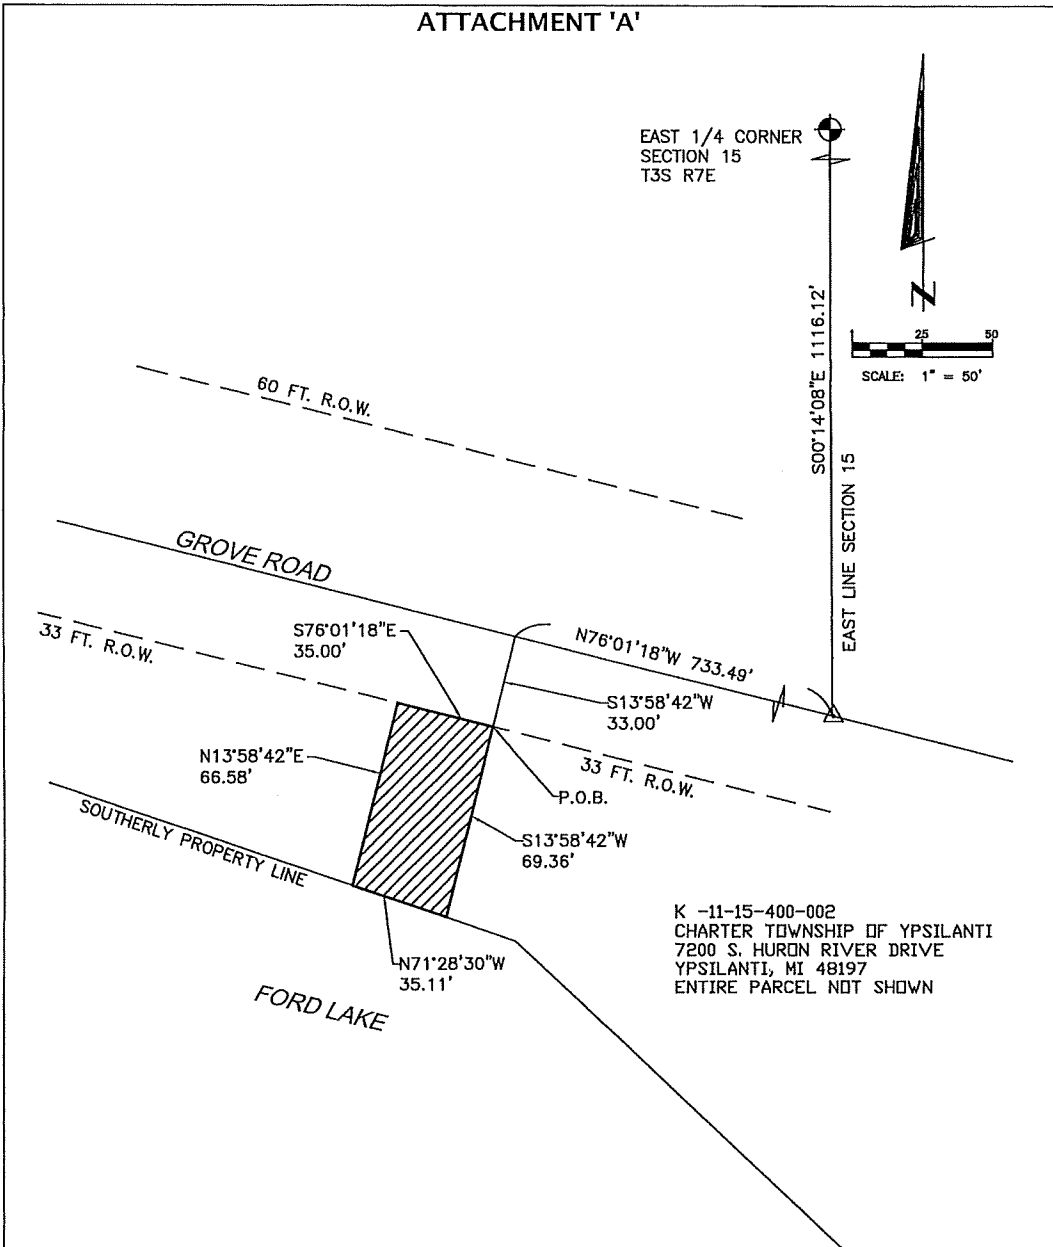 ATTACHMENT 'A'
EAST 1/4 CORNER
SECTION 15
T3S R7E
N
S00°14'08"E 1116.12'
1 25 50
SCALE: 1" = 50'
60 FT. R.O.W.
EAST LINE SECTION 15
GROVE ROAD
33 FT. R.O.W.
S76°01'18"E
35.00'
N76°01'18"W 733.49'
S13°58'42"W
33.00'
N13°58'42"E
66.58'
33 FT. R.O.W.
P.O.B.
SOUTHERLY PROPERTY LINE
S13°58'42"W
69.36'
K -11-15-400-002
CHARTER TOWNSHIP OF YPSILANTI
7200 S. HURON RIVER DRIVE
YPSILANTI, MI 48197
ENTIRE PARCEL NOT SHOWN
N71°28'30"W
35.11'
FORD LAKE